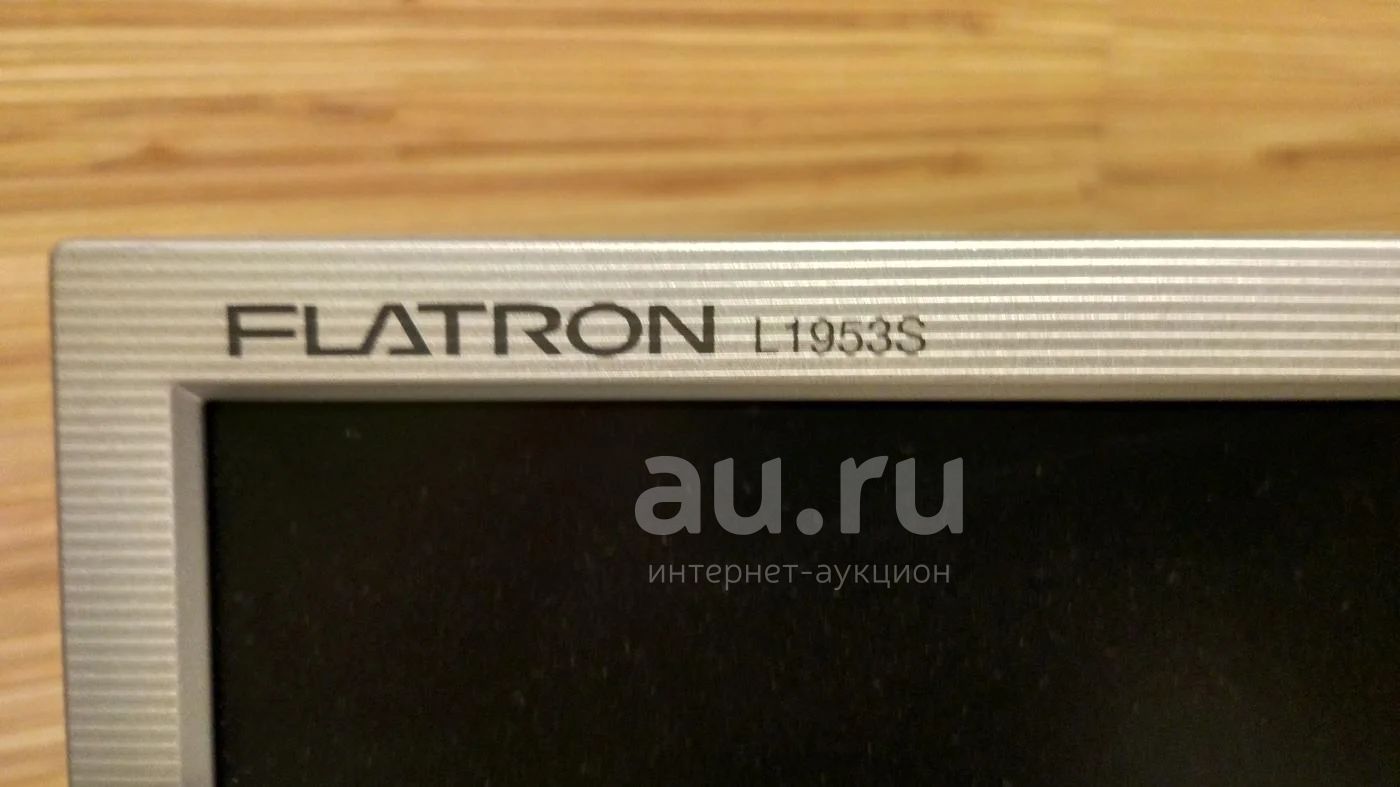 FLATRON L1953S
au.ru
интернет-аукцион